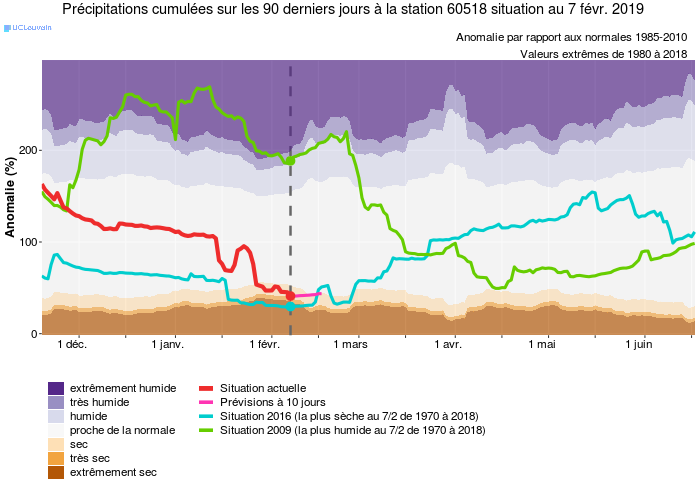 Précipitations cumulées sur les 90 derniers jours à la station 60518 situation au 7 févr. 2019
UCLouvain
Anomalie par rapport aux normales 1985-2010
Valeurs extrêmes de 1980 à 2018
Anomalie (%)
200
100
0
1 déc. 1 janv. 1 févr. 1 mars 1 avr. 1 mai 1 juin
extrêmement humide
très humide
humide
proche de la normale
sec
très sec
extrêmement sec
Situation actuelle
Prévisions à 10 jours
Situation 2016 (la plus sèche au 7/2 de 1970 à 2018)
Situation 2009 (la plus humide au 7/2 de 1970 à 2018)